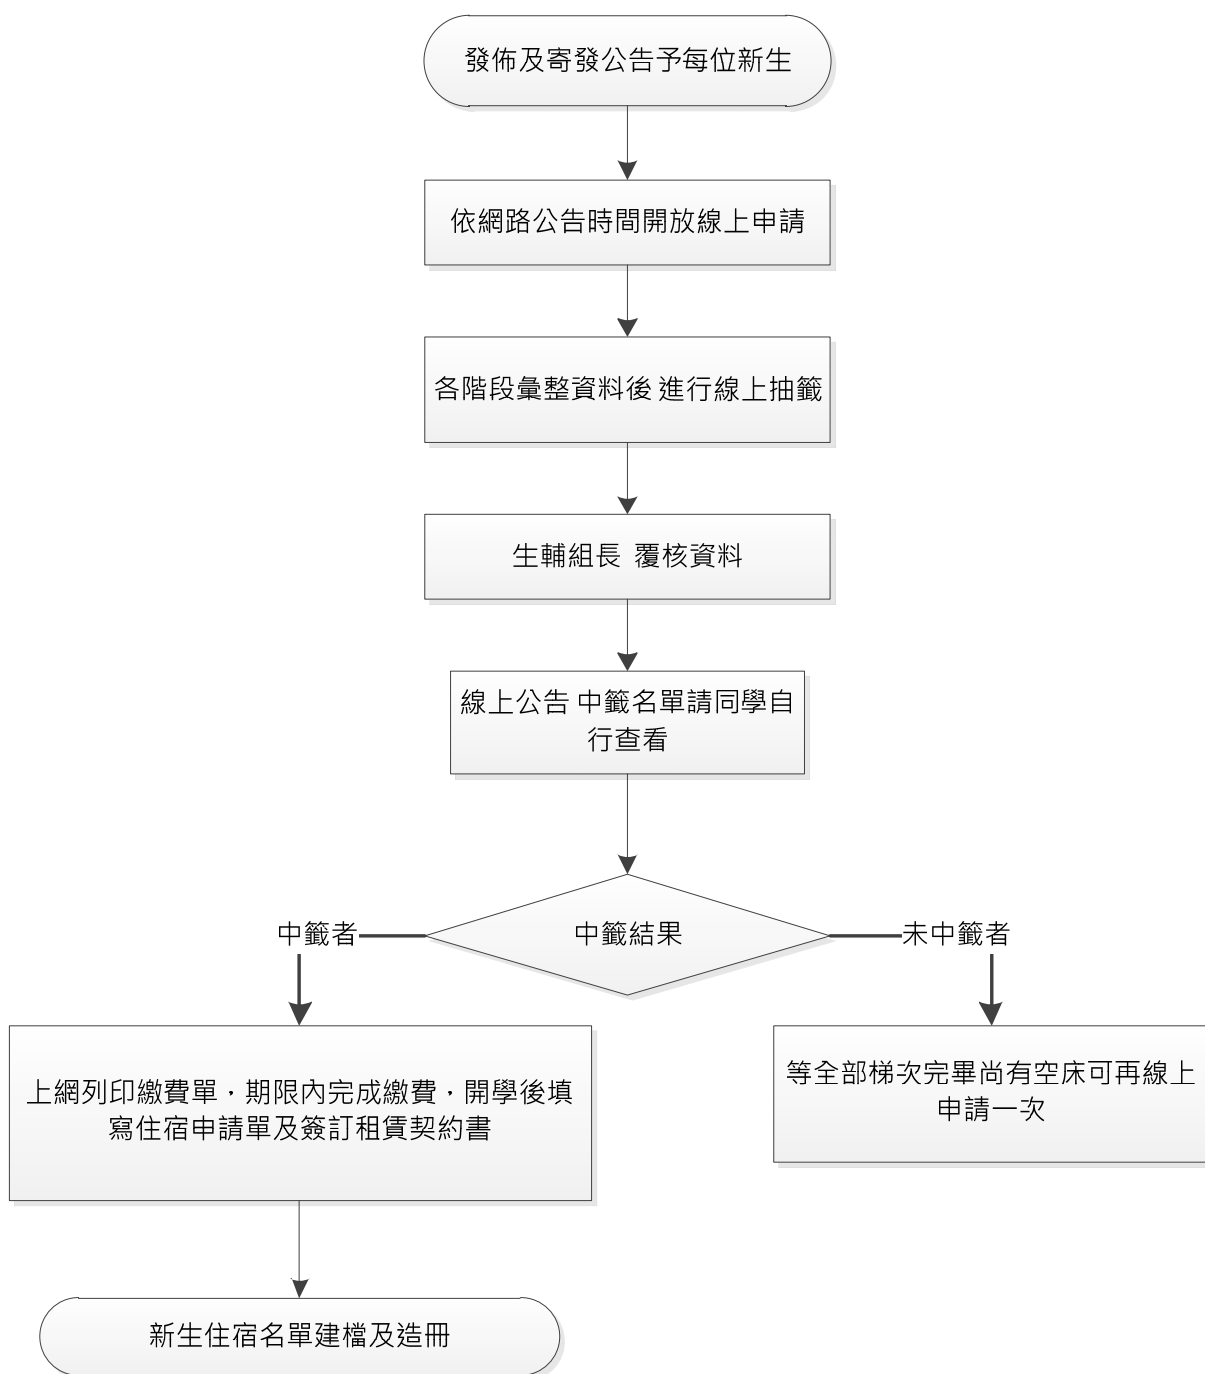 發佈及寄發公告予每位新生
依網路公告時間開放線上申請
各階段彙整資料後 進行線上抽籤
生輔組長 覆核資料
線上公告 中籤名單請同學自
行查看
中籤結果
中籤者
未中籤者
上網列印繳費單，期限內完成繳費，開學後填
寫住宿申請單及簽訂租賃契約書
等全部梯次完畢尚有空床可再線上
申請一次
新生住宿名單建檔及造冊